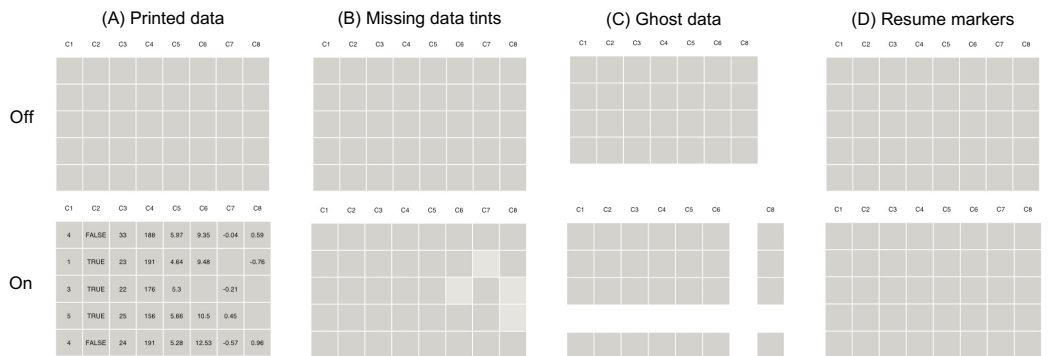 (A) Printed data (B) Missing data tints (C) Ghost data (D) Resume markers
C1 C2 C3 C4 C5 C6 C7 C8 C1 C2 C3 C4 C5 C6 C7 C8 C1 C2 C3 C4 C5 C6 C8 C1 C2 C3 C4 C5 C6 C7 C8
Off
C1 C2 C3 C4 C5 C6 C7 C8 C1 C2 C3 C4 C5 C6 C7 C8 C1 C2 C3 C4 C5 C6 C8 C1 C2 C3 C4 C5 C6 C7 C8
4 FALSE 33 188 5.97 9.35 -0.04 0.59
1 TRUE 23 191 4.64 9.48 -0.76
On
3 TRUE 22 176 5.3 -0.21
5 TRUE 25 156 5.66 10.5 0.45
4 FALSE 24 191 5.28 12.53 -0.57 0.96